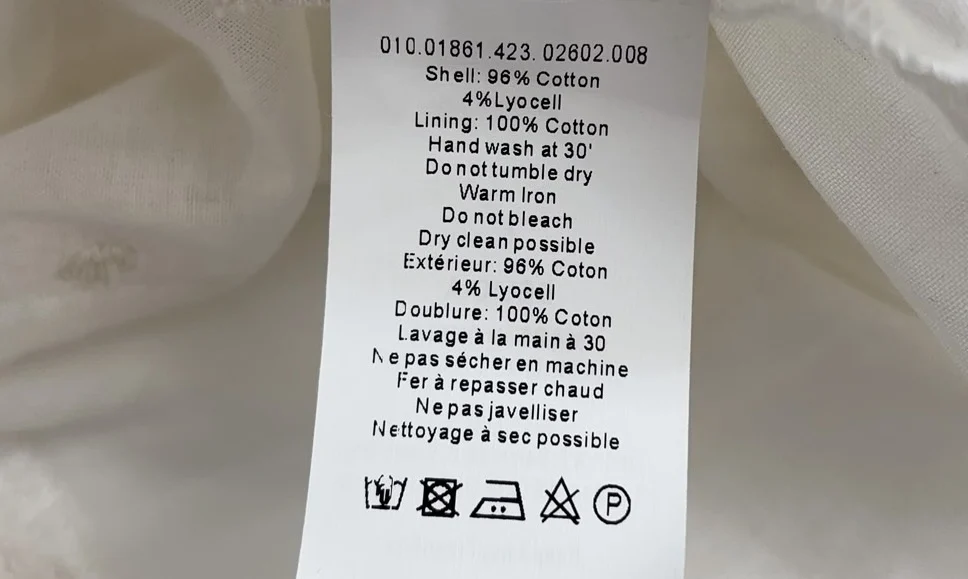 010.01861.423. 02602.008
Shell: 96% Cotton
4%Lyocell
Lining: 100% Cotton
Hand wash at 30'
Do not tumble dry
Warm Iron
Do not bleach
Dry clean possible
Extérieur: 96% Coton
4% Lyocell
Doublure: 100% Coton
Lavage à la main à 30
Ne pas sécher en machine
Fer à repasser chaud
Ne pas javelliser
Nettoyage à sec possible
P